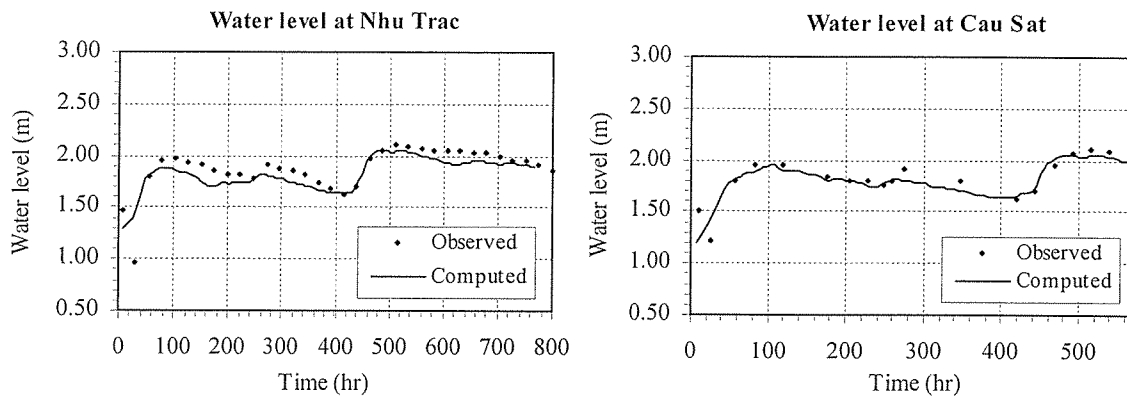 Water level at Nhu Trac
3.00
2.50
2.00
1.50
1.00
0.50
Water level (m)
0 100 200 300 400 500 600 700 800
Time (hr)
Observed
Computed
Water level at Cau Sat
3.00
2.50
2.00
1.50
1.00
0.50
Water level (m)
0 100 200 300 400 500
Time (hr)
Observed
Computed